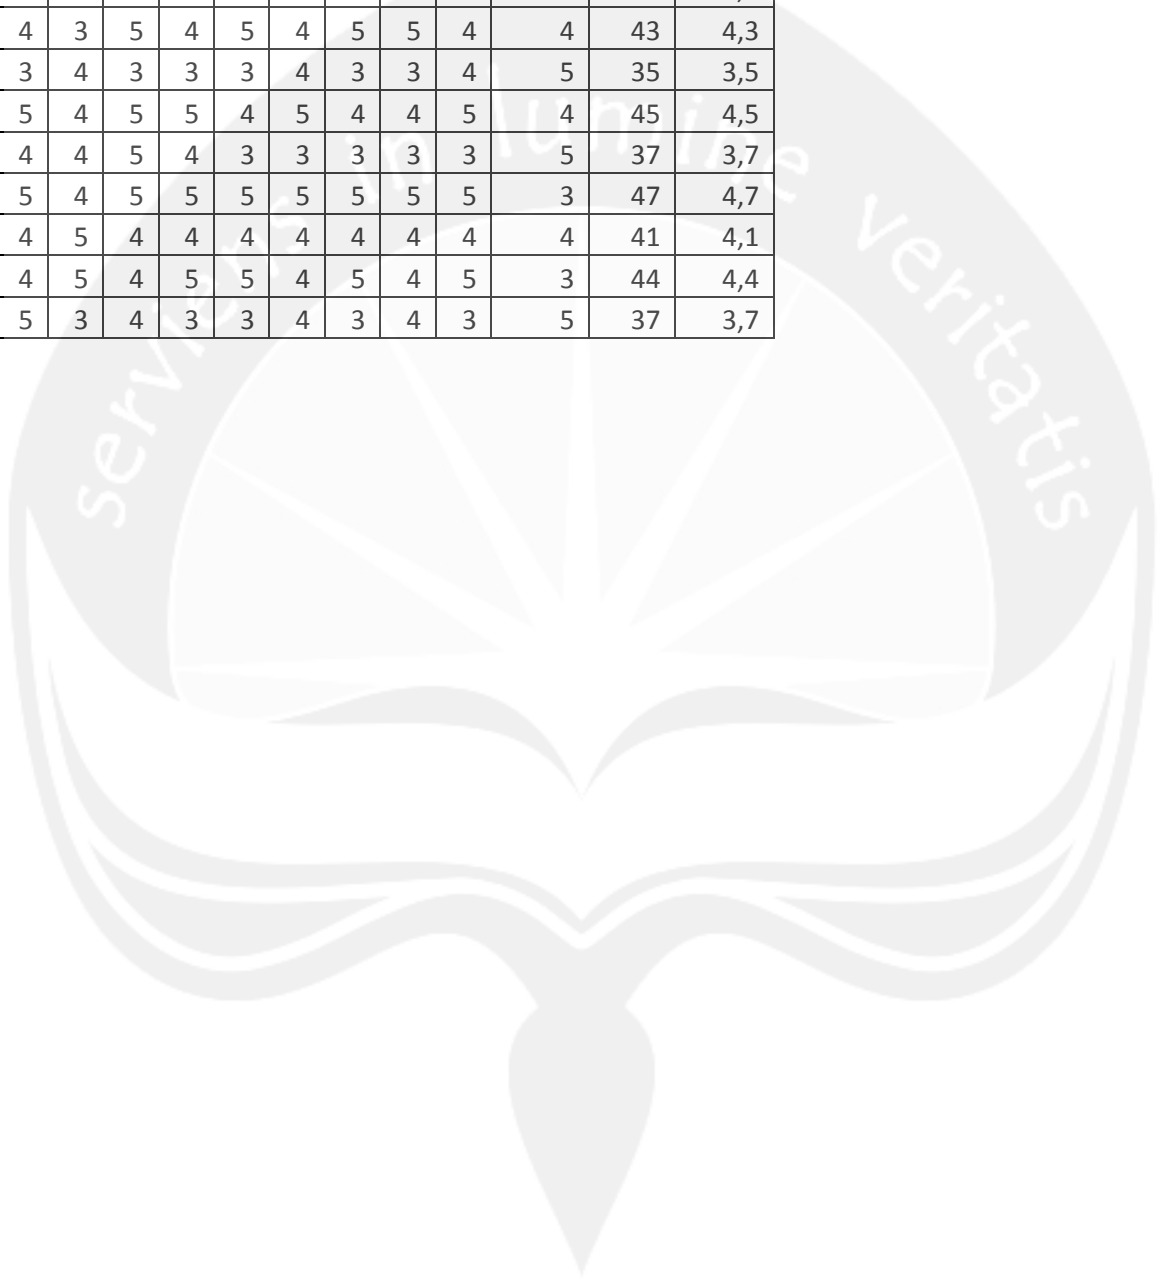 4 3 5 4 5 4 5 5 4 4 43 4,3
3 4 3 3 3 4 3 3 4 5 35 3,5
5 4 5 5 4 5 4 4 5 4 45 4,5
4 4 5 4 3 3 3 3 3 5 37 3,7
5 4 5 5 5 5 5 5 5 3 47 4,7
4 5 4 4 4 4 4 4 4 4 41 4,1
4 5 4 5 5 4 5 4 5 3 44 4,4
5 3 4 3 3 4 3 4 3 5 37 3,7
serviens in lumine veritatis